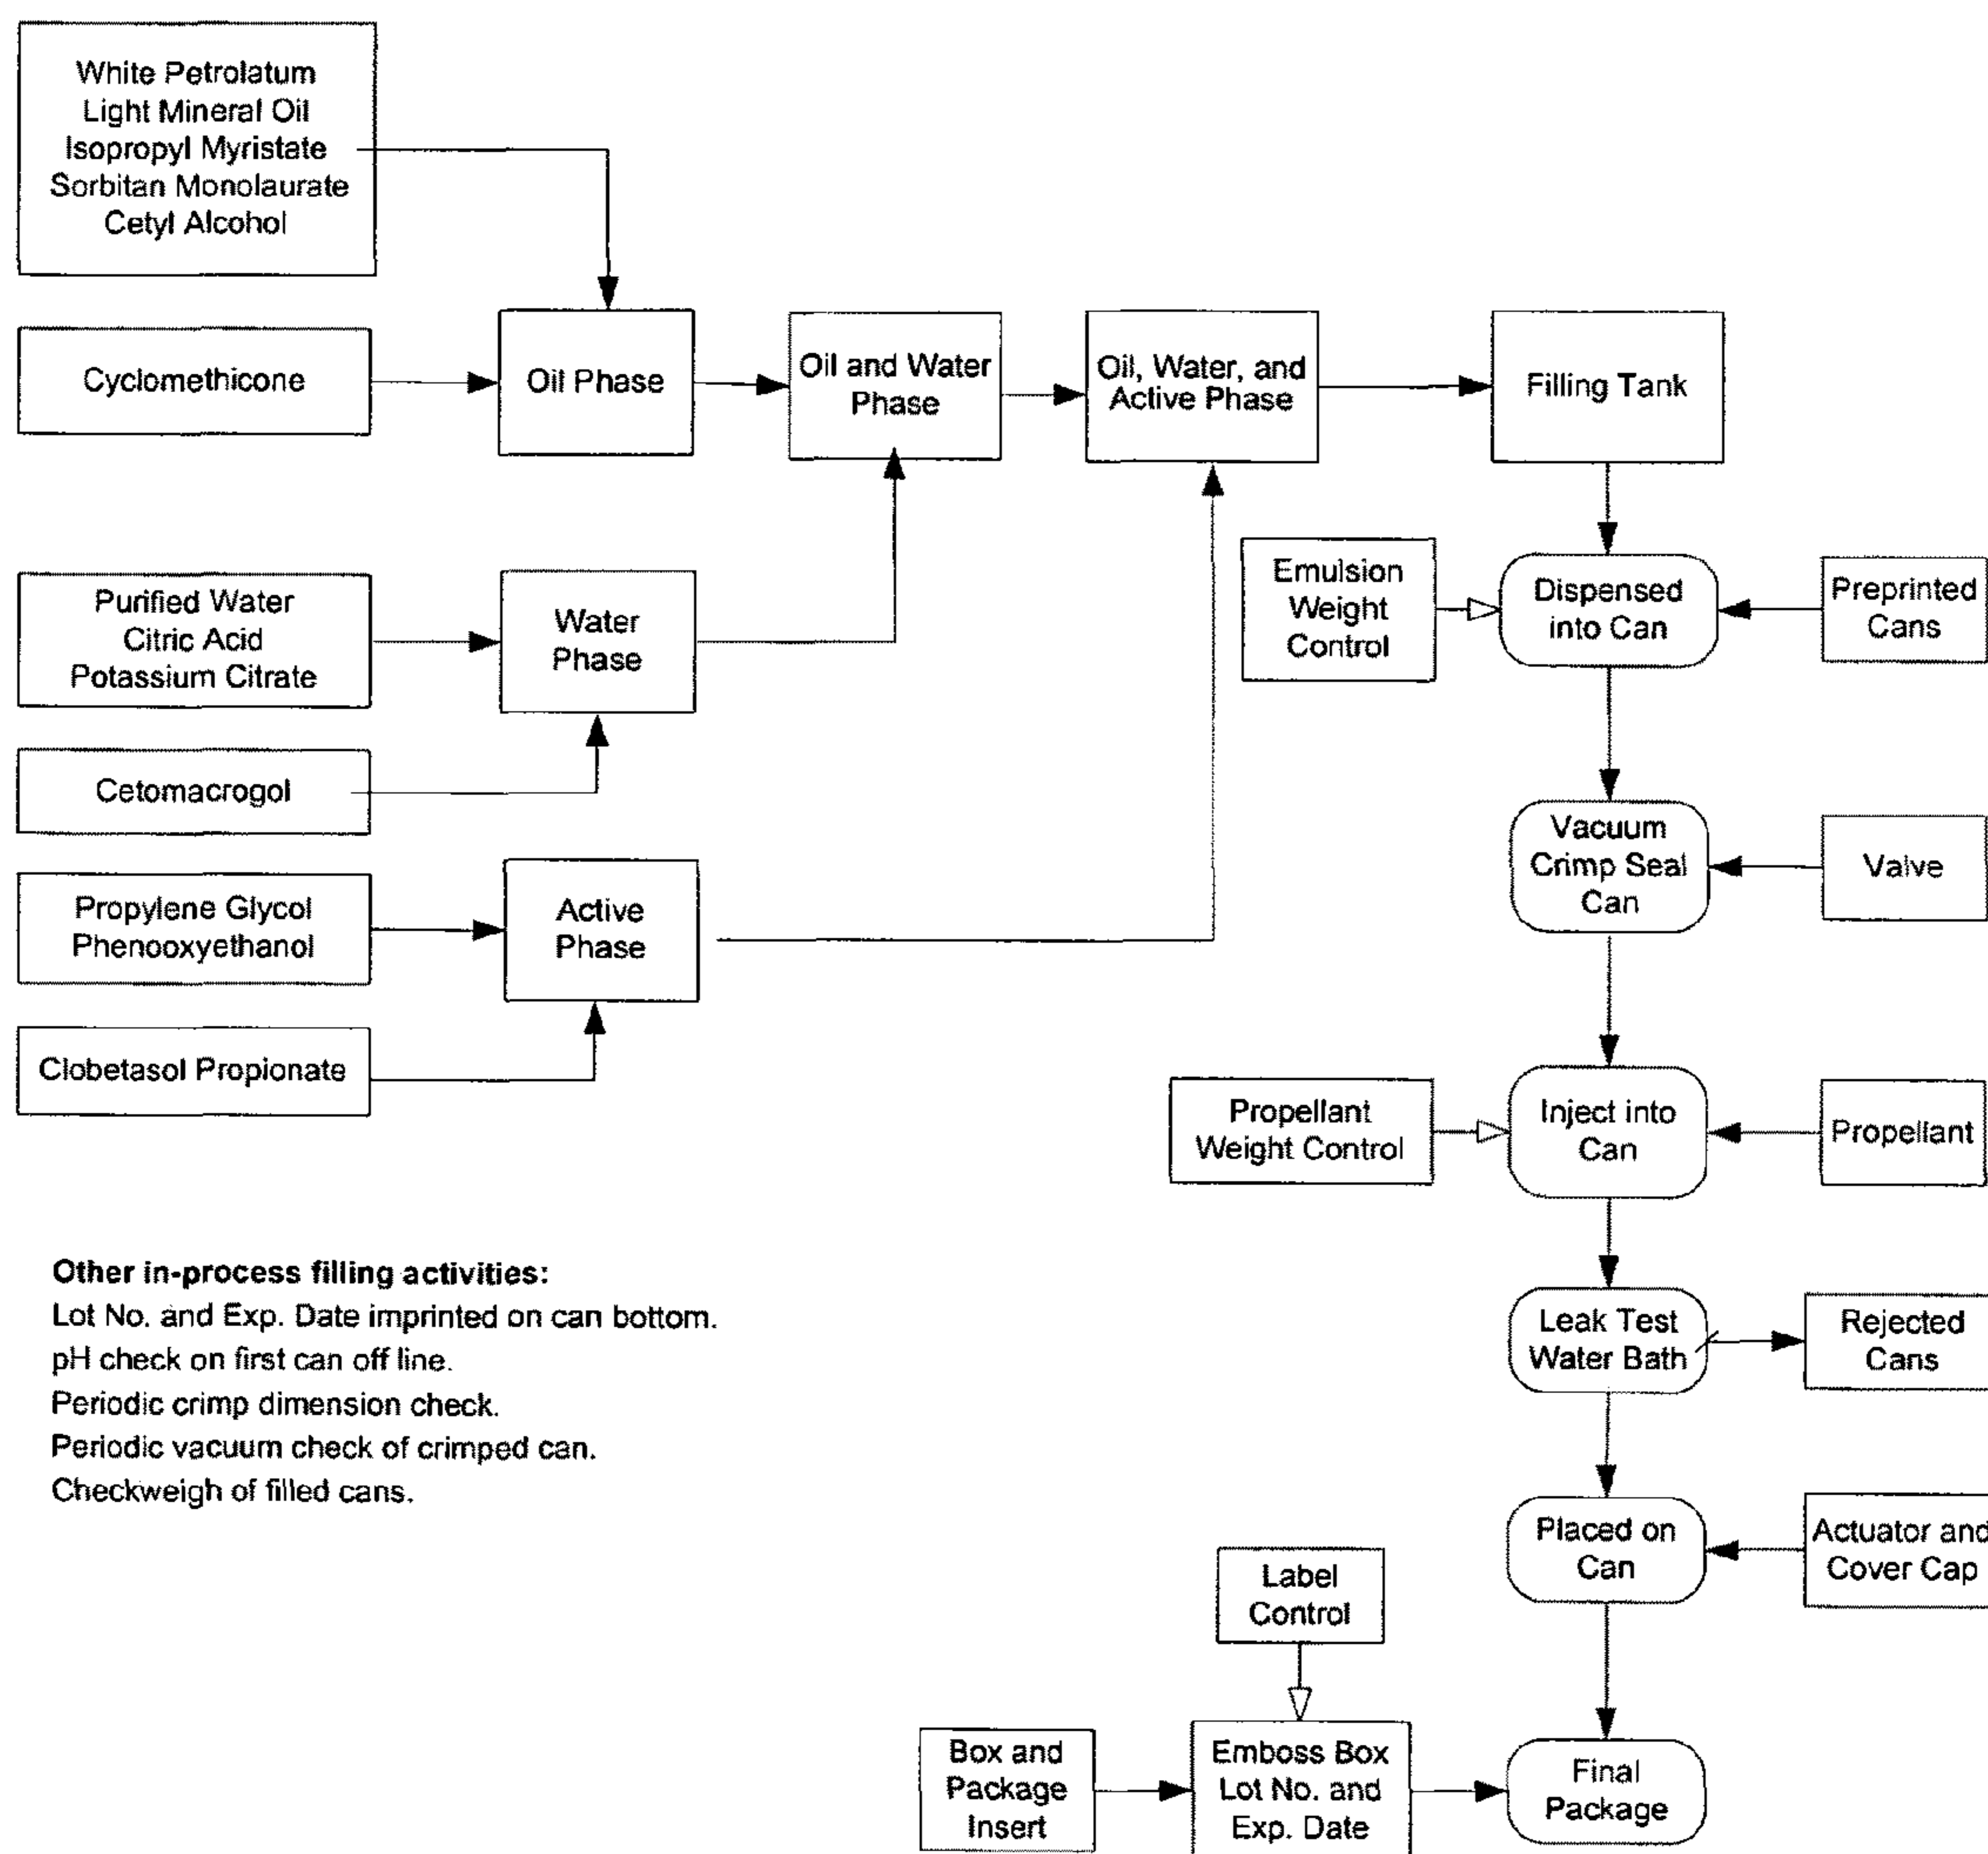 White Petrolatum
Light Mineral Oil
Isopropyl Myristate
Sorbitan Monolaurate
Cetyl Alcohol
Cyclomethicone
Oil Phase
Oil and Water
Phase
Oil, Water, and
Active Phase
Filling Tank
Purified Water
Citric Acid
Potassium Citrate
Water
Phase
Emulsion
Weight
Control
Dispensed
into Can
Preprinted
Cans
Cetomacrogol
Vacuum
Crimp Seal
Can
Valve
Propylene Glycol
Phenooxyethanol
Active
Phase
Clobetasol Propionate
Propellant
Weight Control
Inject into
Can
Propellant
Other in-process filling activities:
Lot No. and Exp. Date imprinted on can bottom.
pH check on first can off line.
Periodic crimp dimension check.
Periodic vacuum check of crimped can.
Checkweigh of filled cans.
Leak Test
Water Bath
Rejected
Cans
Placed on
Can
Actuator and
Cover Cap
Label
Control
Box and
Package
Insert
Emboss Box
Lot No. and
Exp. Date
Final
Package